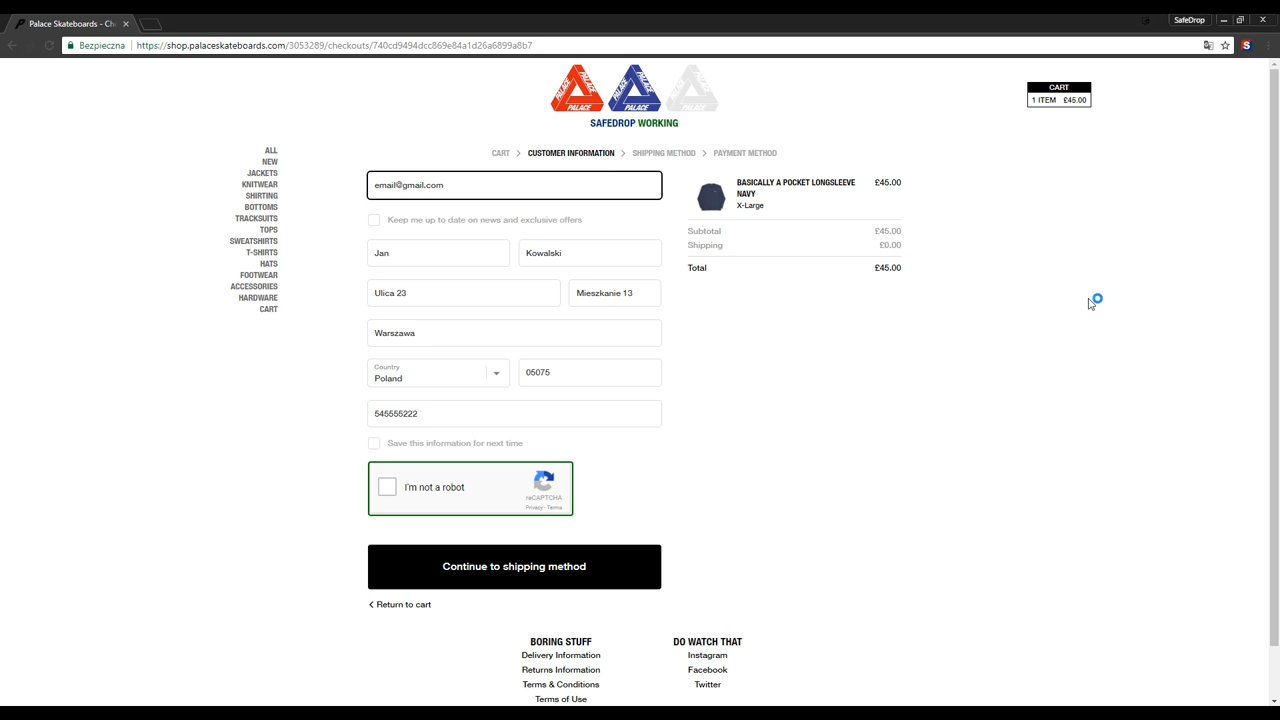 Palace Skateboards - Ch
SafeDrop
Bezpieczna
https://shop.palaceskateboards.com/3053289/checkouts/740cd9494dcc869e84a1d26a6899a8b7
PALACE PALACE PALACE
SAFEDROP WORKING
CART
1 ITEM £45.00
ALL
NEW
JACKETS
KNITWEAR
SHIRTING
BOTTOMS
TRACKSUITS
TOPS
SWEATSHIRTS
T-SHIRTS
HATS
FOOTWEAR
ACCESSORIES
HARDWARE
CART
CART > CUSTOMER INFORMATION > SHIPPING METHOD > PAYMENT METHOD
email@gmail.com
Keep me up to date on news and exclusive offers
Jan
Kowalski
Ulica 23
Mieszkanie 13
Warszawa
Country
Poland
05075
545555222
Save this information for next time
I'm not a robot
reCAPTCHA
Privacy - Terms
Continue to shipping method
< Return to cart
BASICALLY A POCKET LONGSLEEVE £45.00
NAVY
X-Large
Subtotal £45.00
Shipping £0.00
Total £45.00
BORING STUFF
Delivery Information
Returns Information
Terms & Conditions
Terms of Use
DO WATCH THAT
Instagram
Facebook
Twitter